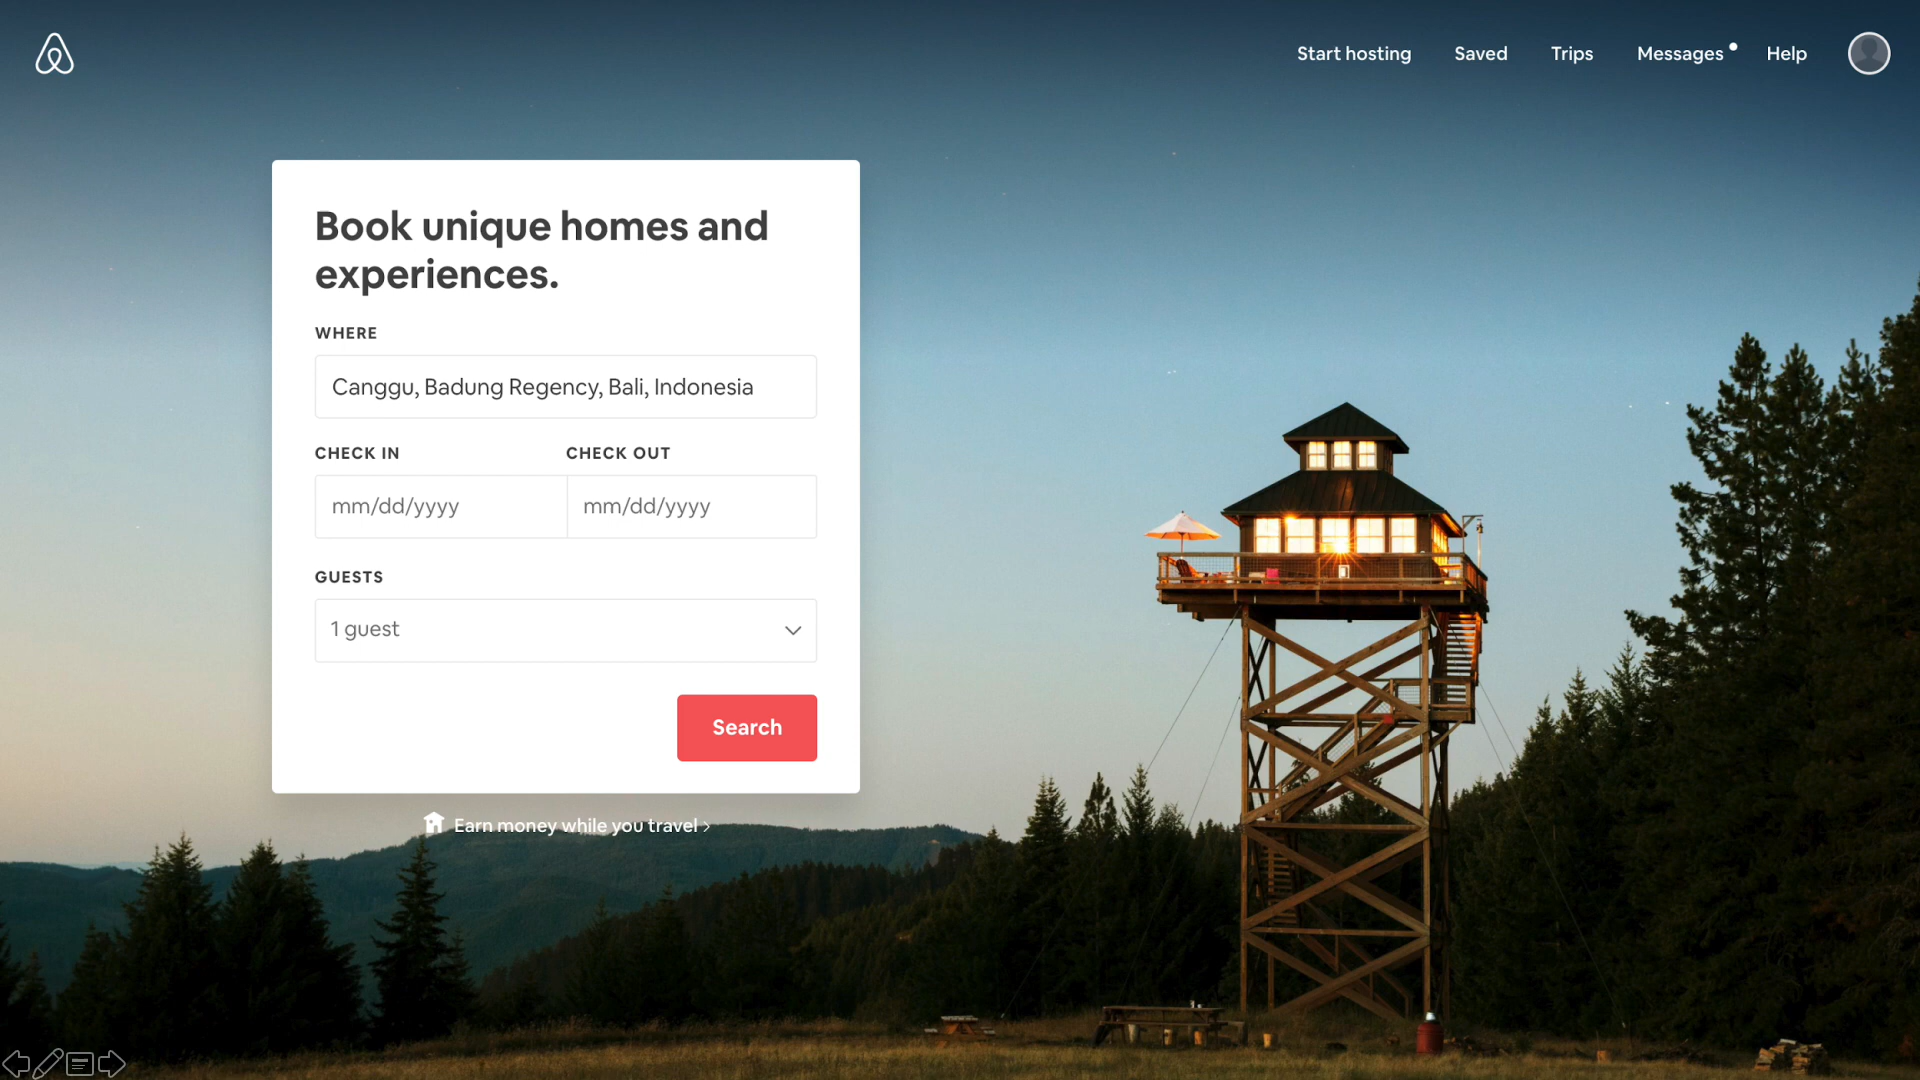 Start hosting
Saved
Trips
Messages
Help
Book unique homes and
experiences.
WHERE
Canggu, Badung Regency, Bali, Indonesia
CHECK IN
CHECK OUT
mm/dd/yyyy
mm/dd/yyyy
GUESTS
1 guest
Search
Earn money while you travel ›